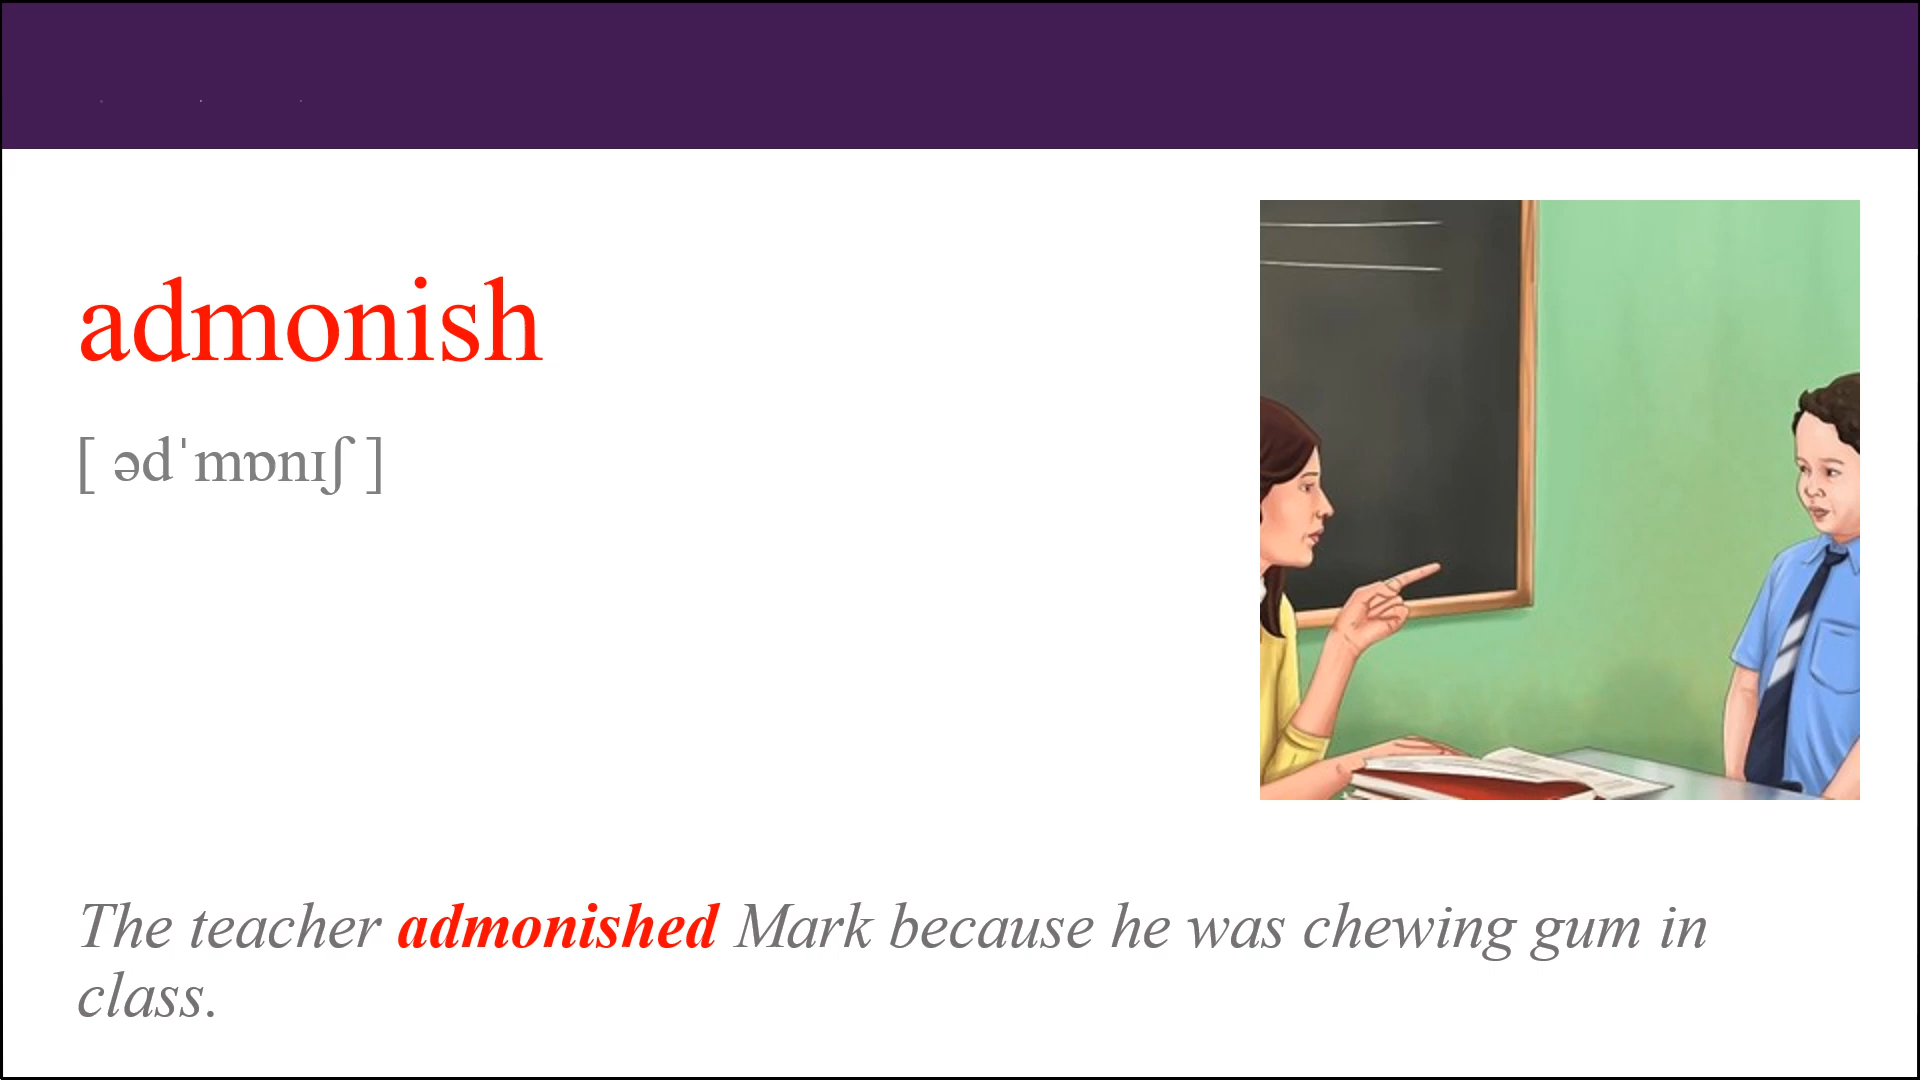 admonish
[ ədˈmɒnɪʃ ]
The teacher admonished Mark because he was chewing gum in
class.